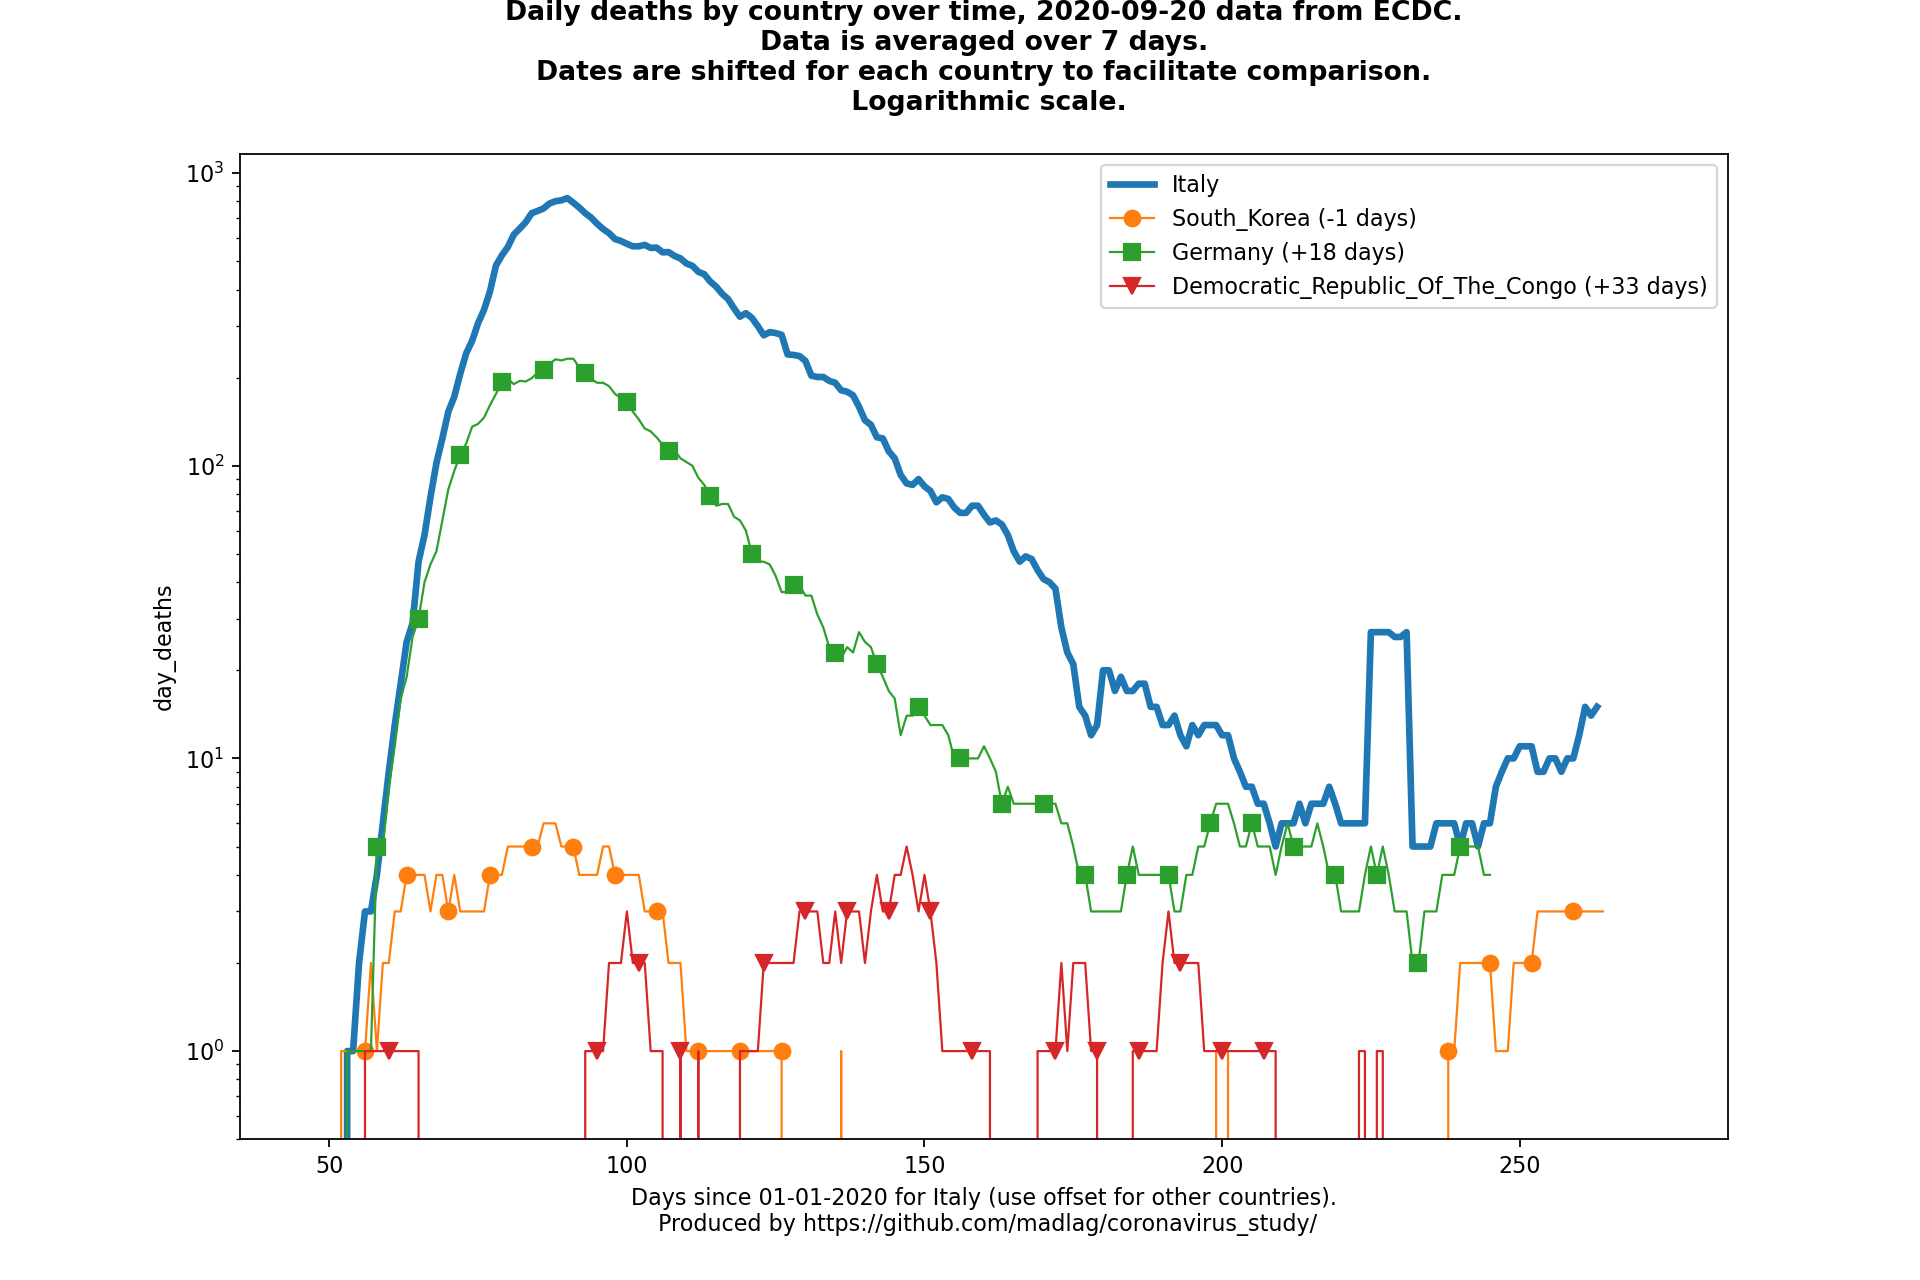 Daily deaths by country over time, 2020-09-20 data from ECDC.
Data is averaged over 7 days.
Dates are shifted for each country to facilitate comparison.
Logarithmic scale.
10³
10²
10¹
10⁰
day_deaths
Italy
South_Korea (-1 days)
Germany (+18 days)
Democratic_Republic_Of_The_Congo (+33 days)
50 100 150 200 250
Days since 01-01-2020 for Italy (use offset for other countries).
Produced by https://github.com/madlag/coronavirus_study/